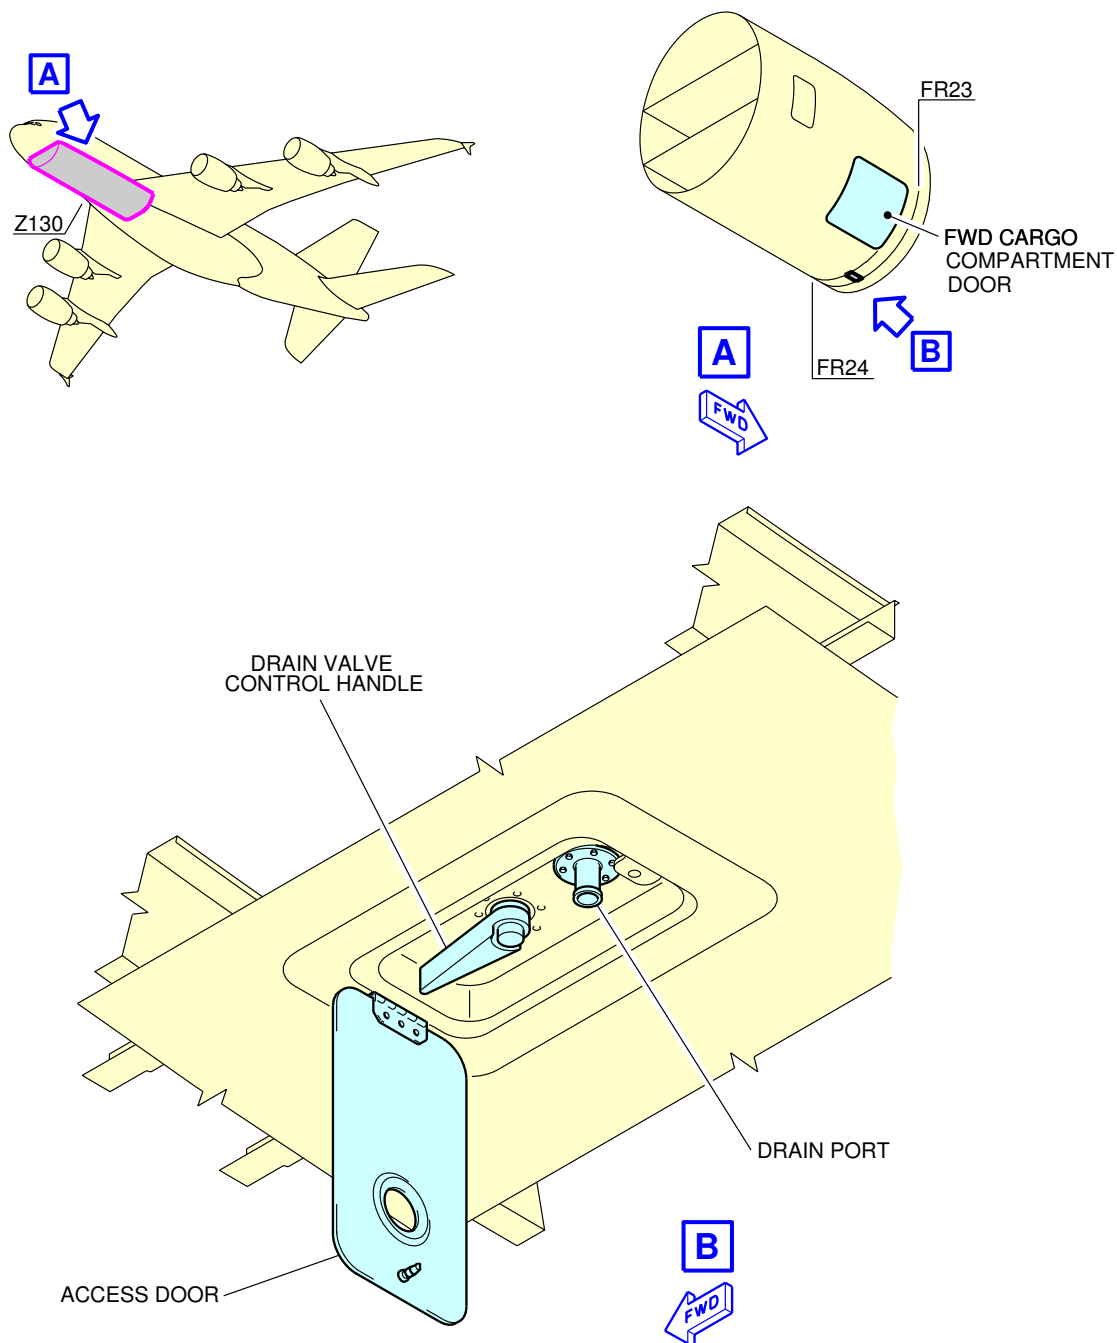 A
Z130
FR23
FWD CARGO
COMPARTMENT
DOOR
B
A
FR24
FWD
DRAIN VALVE
CONTROL HANDLE
DRAIN PORT
B
ACCESS DOOR
FWD